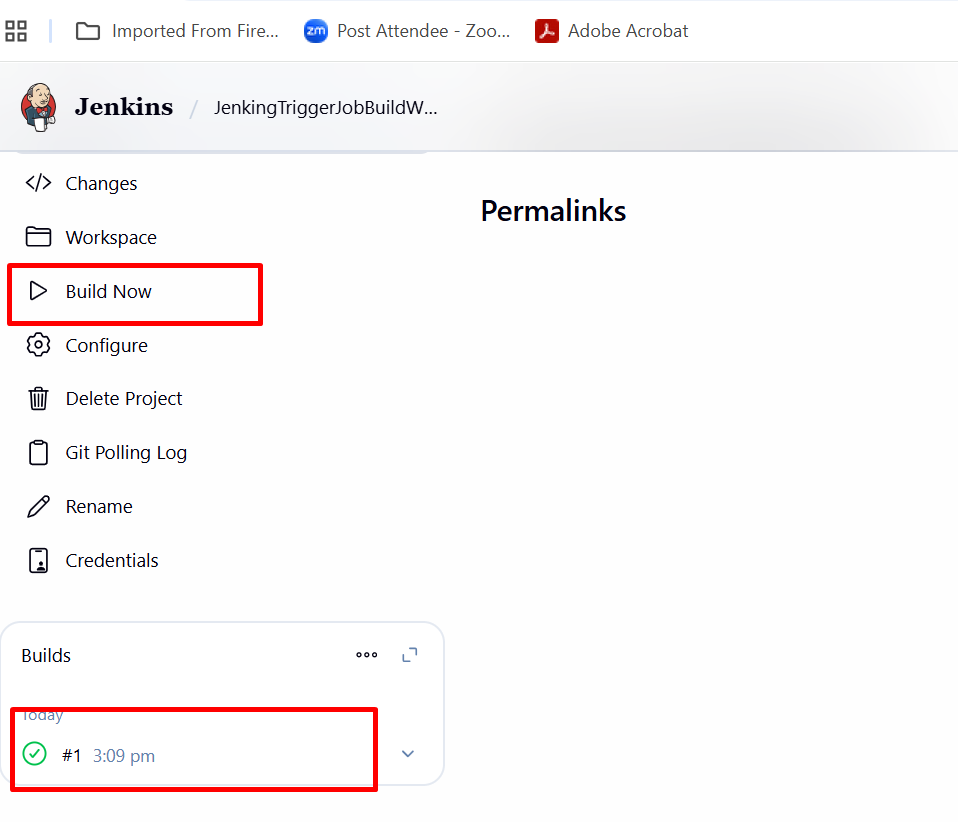 Imported From Fire...
zm Post Attendee - Zoo...
Adobe Acrobat
Jenkins / JenkingTriggerJobBuildW...
Changes
Permalinks
Workspace
Build Now
Configure
Delete Project
Git Polling Log
Rename
Credentials
Builds
Today
#1 3:09 pm